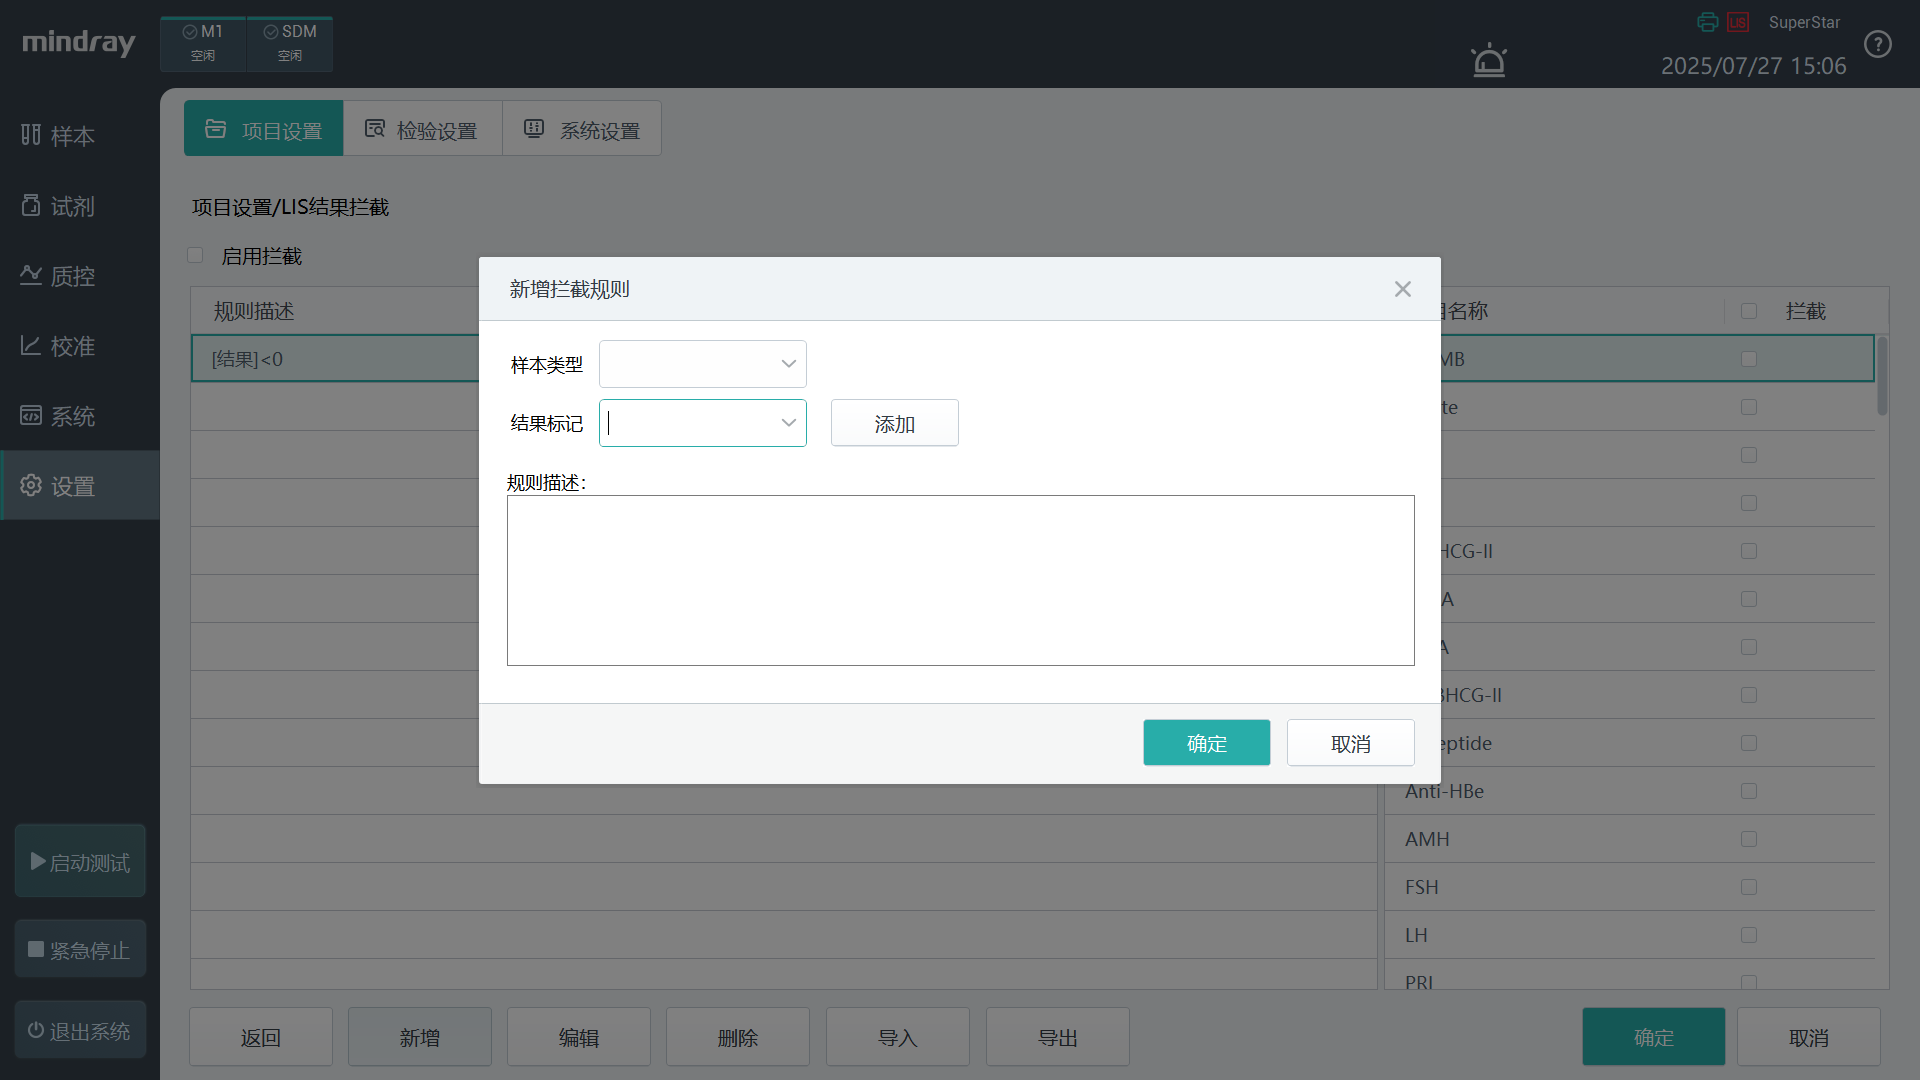 mindray
M1
空闲
SDM
空闲
LIS
SuperStar
2025/07/27 15:06
样本
试剂
质控
校准
系统
设置
启动测试
紧急停止
退出系统
项目设置
检验设置
系统设置
项目设置/LIS结果拦截
启用拦截
规则描述
[结果]<0
名称
拦截
MB
te
HCG-II
A
A
BHCG-II
eptide
Anti-HBe
AMH
FSH
LH
PRL
新增拦截规则
样本类型
结果标记
添加
规则描述:
确定
取消
返回
新增
编辑
删除
导入
导出
确定
取消